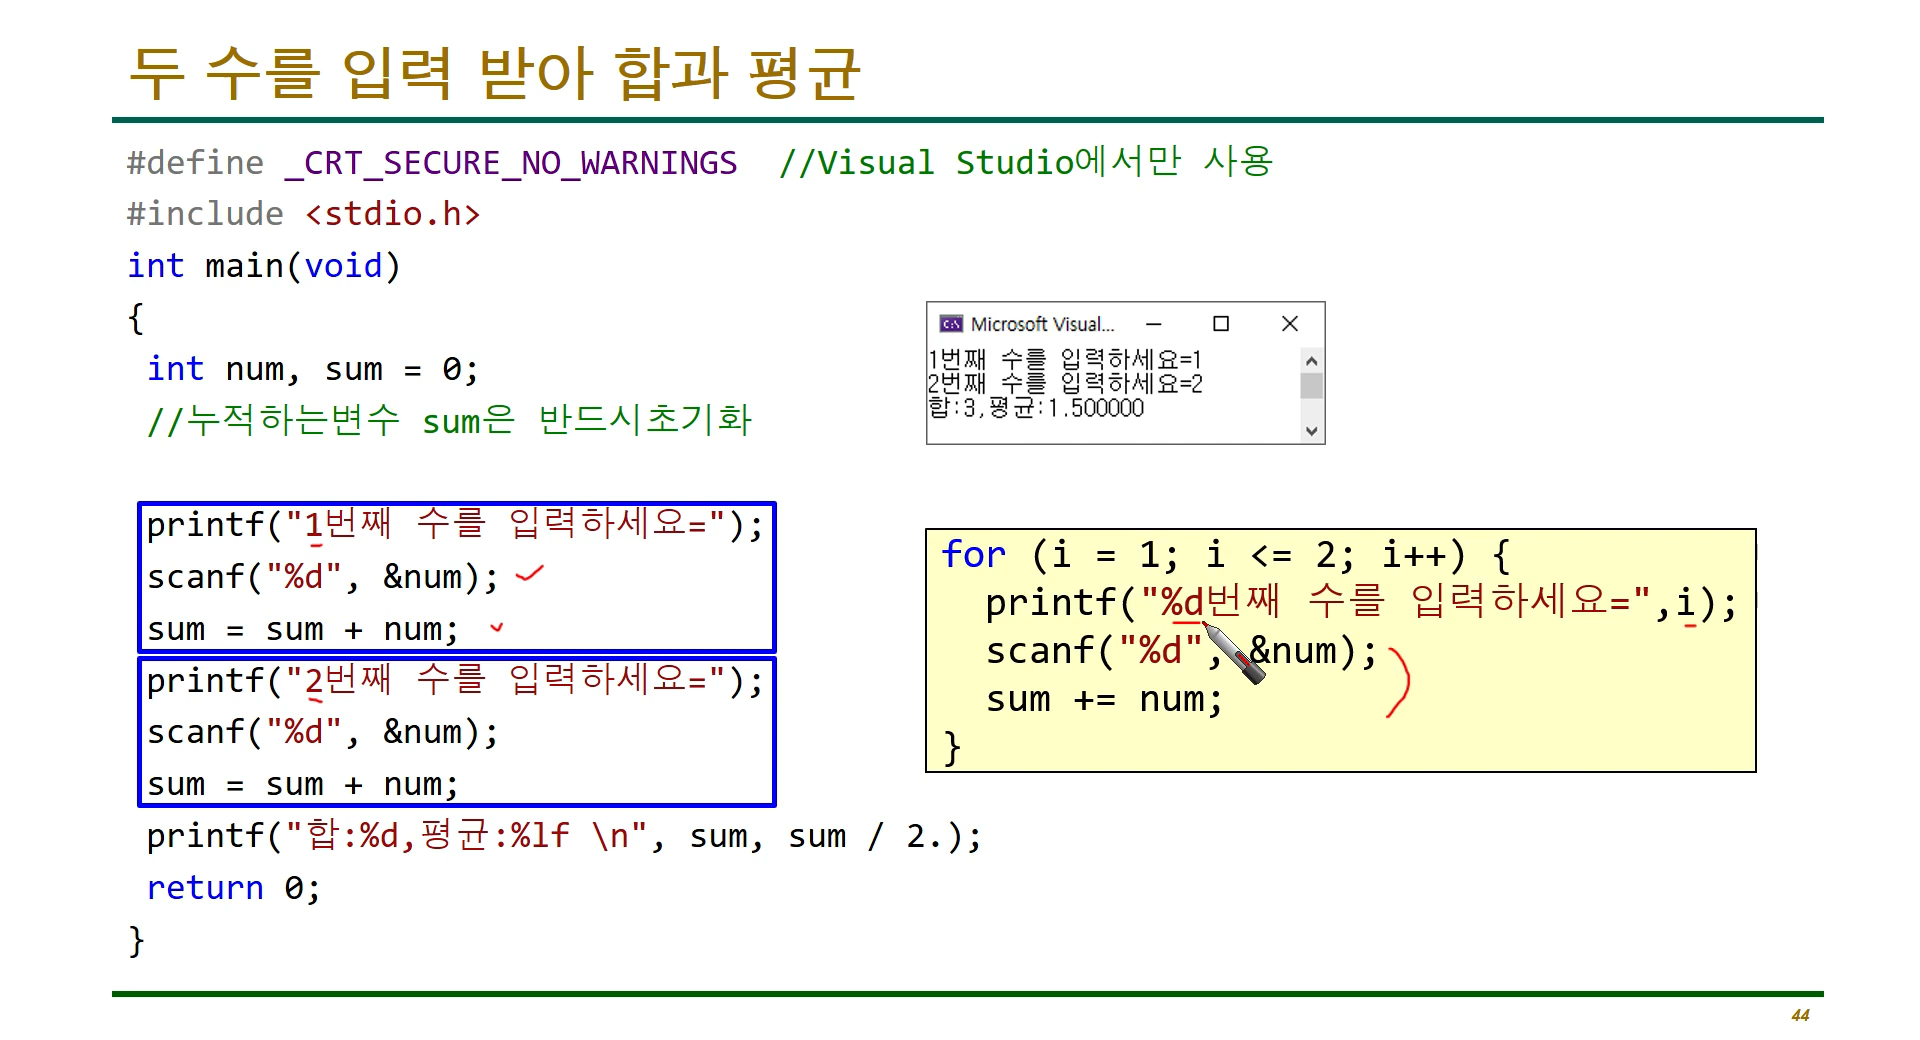 두 수를 입력 받아 합과 평균
#define _CRT_SECURE_NO_WARNINGS  //Visual Studio에서만 사용
#include <stdio.h>
int main(void)
{
int num, sum = 0;
//누적하는변수 sum은 반드시초기화
printf("1번째 수를 입력하세요=");
scanf("%d", &num);
sum = sum + num;
printf("2번째 수를 입력하세요=");
scanf("%d", &num);
sum = sum + num;
printf("합:%d,평균:%lf \n", sum, sum / 2.);
return 0;
}
Microsoft Visual...
1번째 수를 입력하세요=1
2번째 수를 입력하세요=2
합:3,평균:1.500000
for (i = 1; i <= 2; i++) {
printf("%d번째 수를 입력하세요=",i);
scanf("%d", &num);
sum += num;
}
44